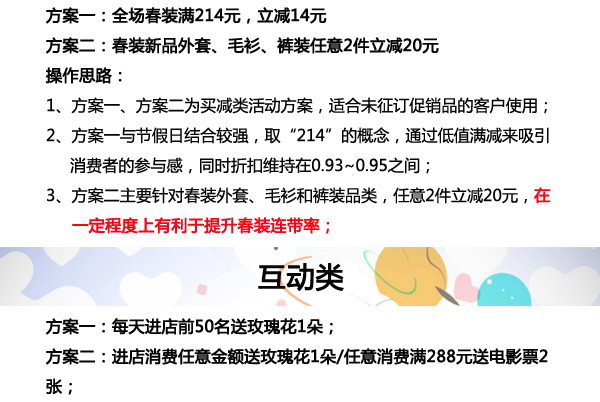 方案一：全场春装满214元，立减14元
方案二：春装新品外套、毛衫、裤装任意2件立减20元
操作思路：
1、方案一、方案二为买减类活动方案，适合未征订促销品的客户使用；
2、方案一与节假日结合较强，取“214”的概念，通过低值满减来吸引
消费者的参与感，同时折扣维持在0.93~0.95之间；
3、方案二主要针对春装外套、毛衫和裤装品类，任意2件立减20元，在
一定程度上有利于提升春装连带率；
互动类
方案一：每天进店前50名送玫瑰花1朵；
方案二：进店消费任意金额送玫瑰花1朵/任意消费满288元送电影票2
张；